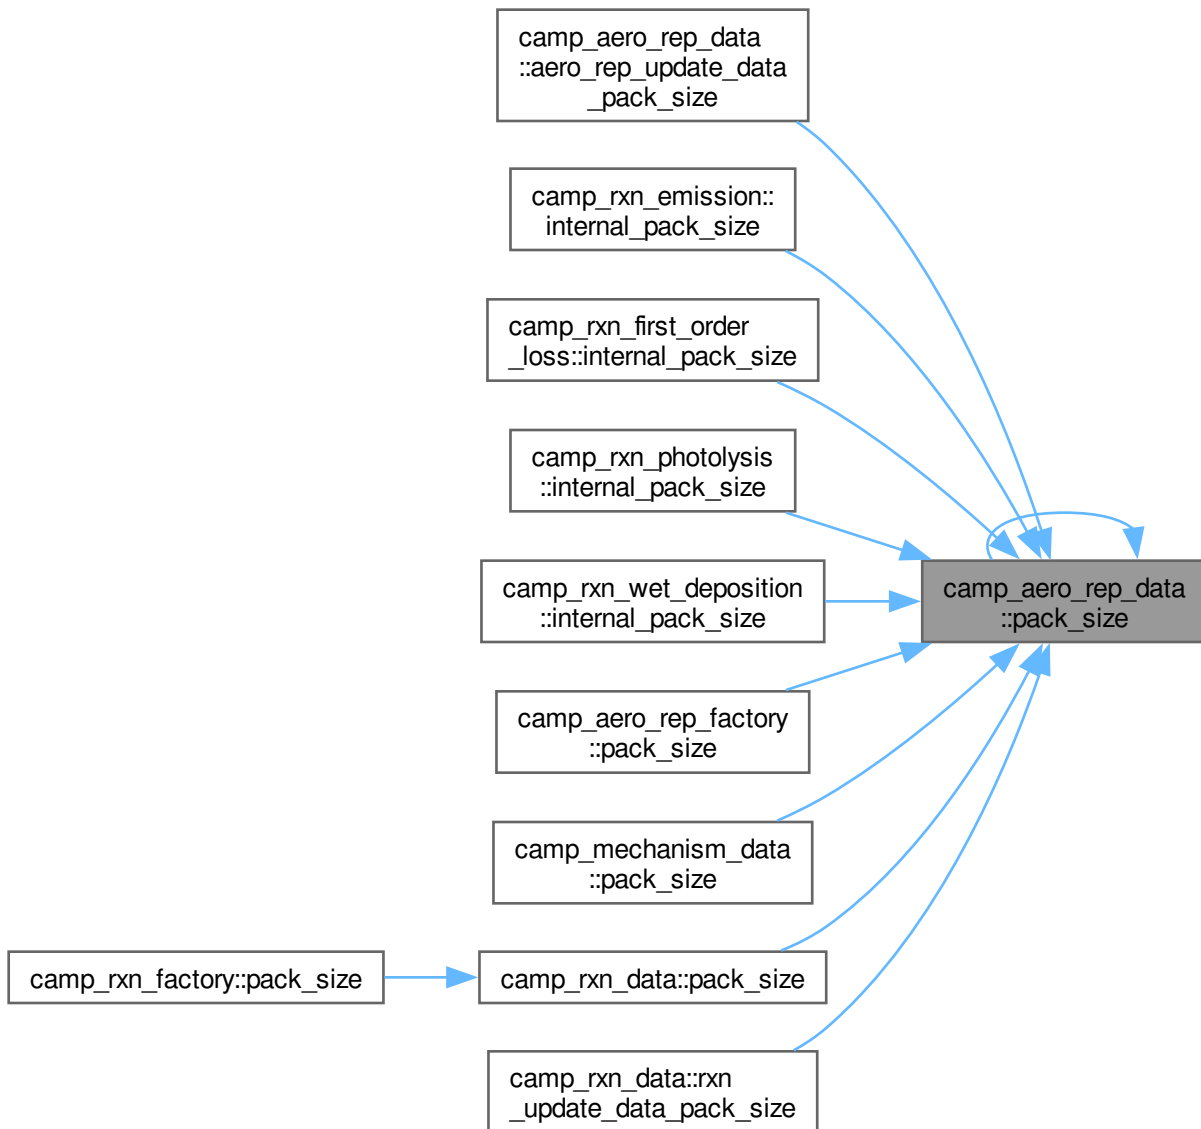 camp_aero_rep_data
::aero_rep_update_data
_pack_size
camp_rxn_emission::
internal_pack_size
camp_rxn_first_order
_loss::internal_pack_size
camp_rxn_photolysis
::internal_pack_size
camp_rxn_wet_deposition
::internal_pack_size
camp_aero_rep_data
::pack_size
camp_aero_rep_factory
::pack_size
camp_mechanism_data
::pack_size
camp_rxn_factory::pack_size
camp_rxn_data::pack_size
camp_rxn_data::rxn
_update_data_pack_size